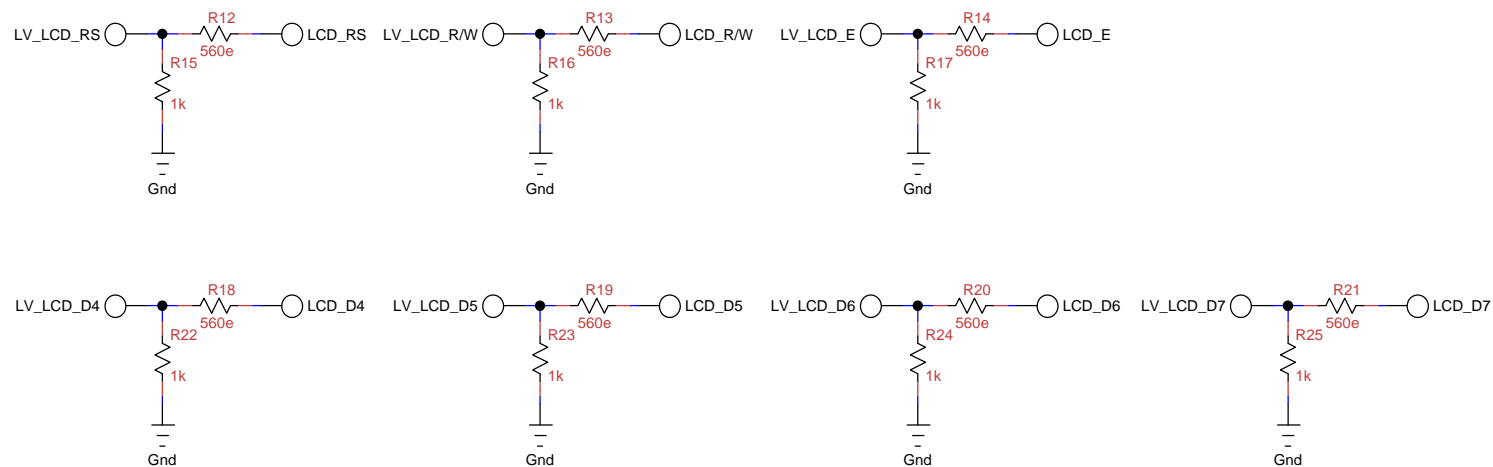 R12 R13 R14
LV_LCD_RS LCD_RS LV_LCD_R/W LCD_R/W LV_LCD_E LCD_E
560e 560e 560e
R15 R16 R17
1k 1k 1k
Gnd Gnd Gnd
R18 R19 R20 R21
LV_LCD_D4 LCD_D4 LV_LCD_D5 LCD_D5 LV_LCD_D6 LCD_D6 LV_LCD_D7 LCD_D7
560e 560e 560e 560e
R22 R23 R24 R25
1k 1k 1k 1k
Gnd Gnd Gnd Gnd